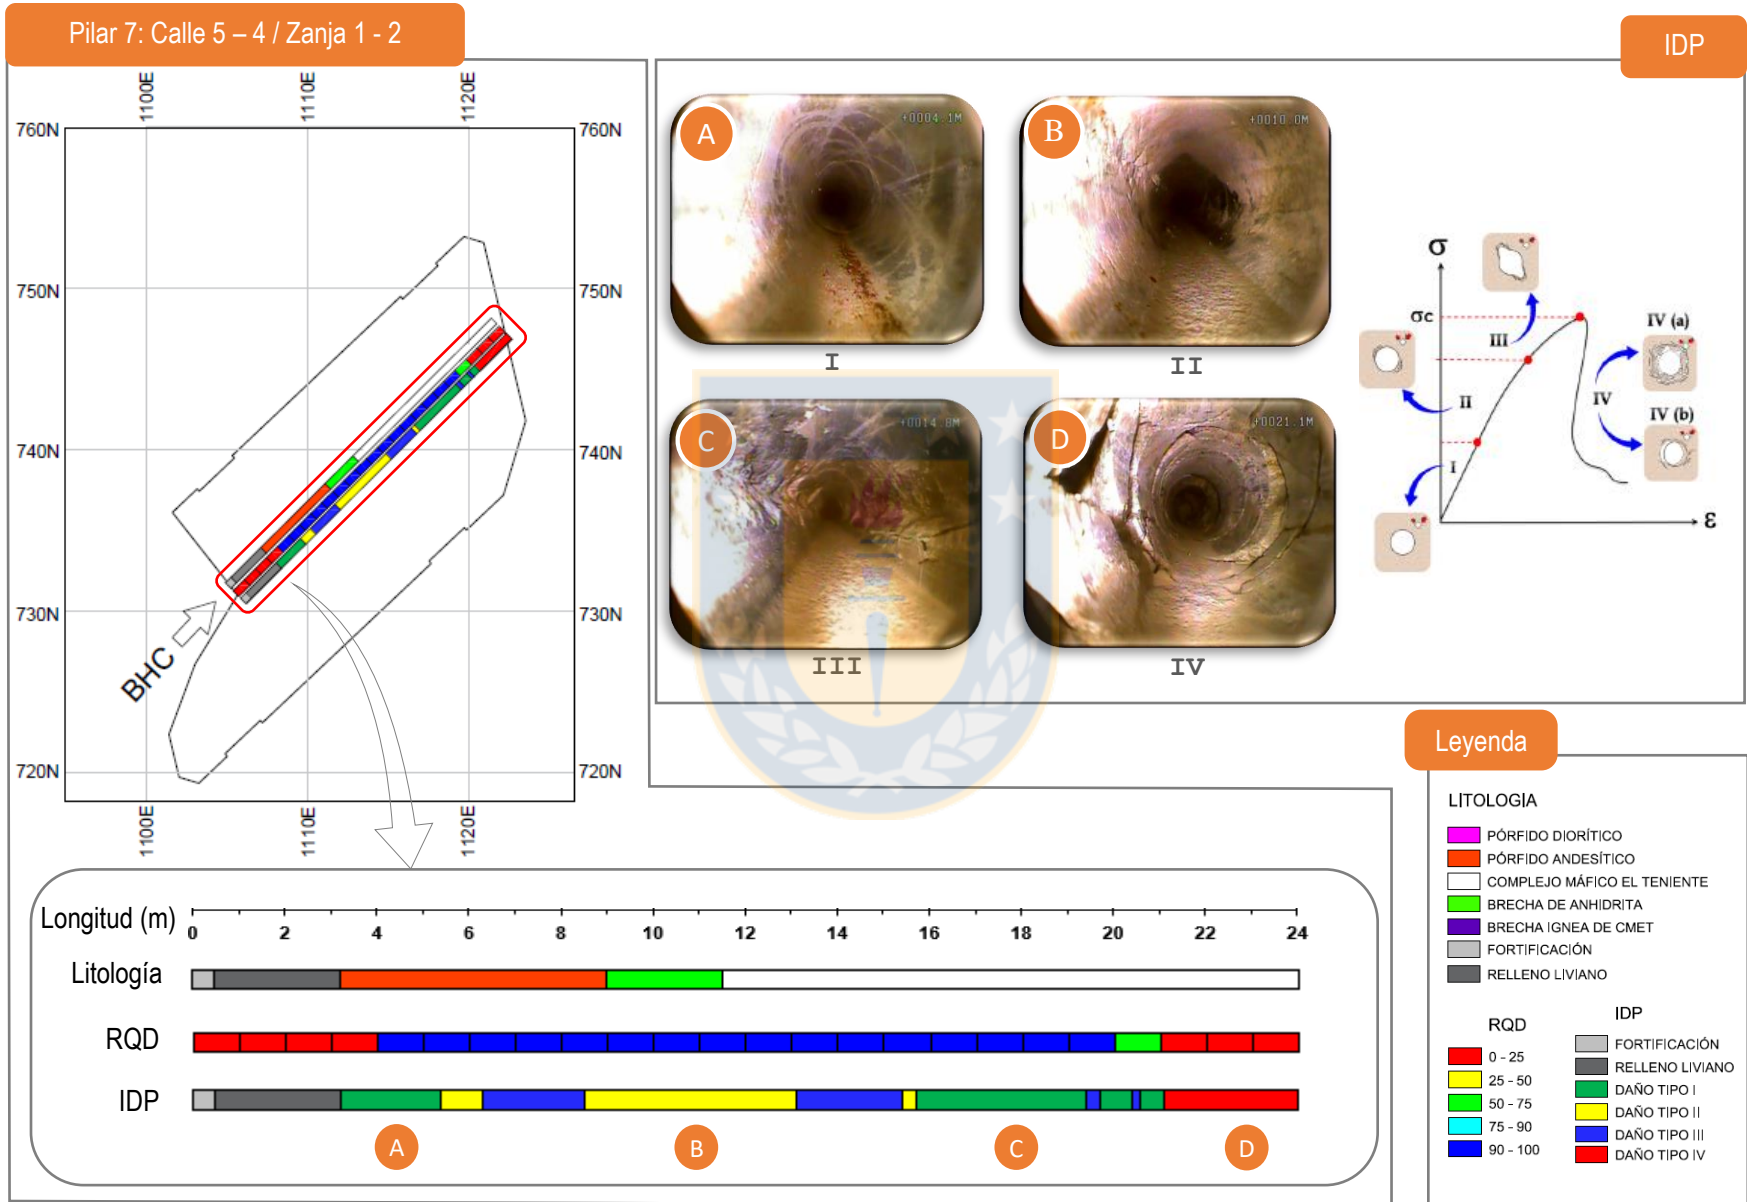 Pilar 7: Calle 5 – 4 / Zanja 1 - 2
IDP
1100E
1110E
1120E
760N
760N
750N
750N
740N
740N
730N
730N
720N
720N
1100E
1110E
1120E
BHC
A
+0004.1M
I
B
+0010.0M
II
C
+0014.8M
III
D
+0021.1M
IV
σ
σc
III
II
I
IV
IV (a)
IV (b)
ε
Longitud (m)
0 2 4 6 8 10 12 14 16 18 20 22 24
Litología
RQD
IDP
A B C D
Leyenda
LITOLOGIA
PÓRFIDO DIORÍTICO
PÓRFIDO ANDESÍTICO
COMPLEJO MÁFICO EL TENIENTE
BRECHA DE ANHIDRITA
BRECHA IGNEA DE CMET
FORTIFICACIÓN
RELLENO LIVIANO
RQD
0 - 25
25 - 50
50 - 75
75 - 90
90 - 100
IDP
FORTIFICACIÓN
RELLENO LIVIANO
DAÑO TIPO I
DAÑO TIPO II
DAÑO TIPO III
DAÑO TIPO IV